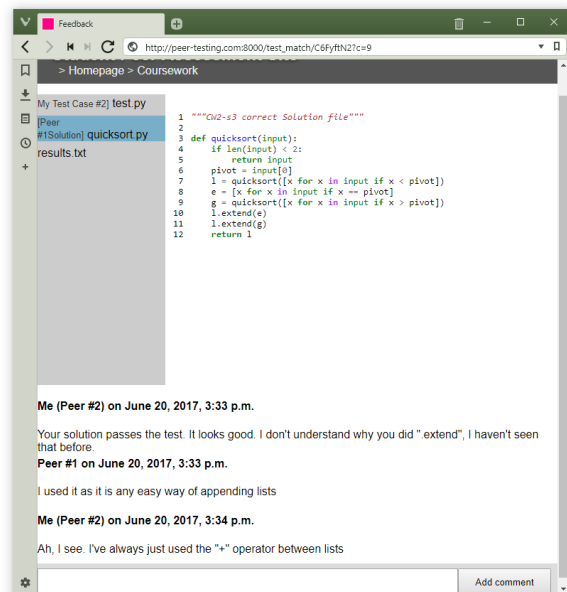 Feedback
http://peer-testing.com:8000/test_match/C6FyftN2?c=9
> Homepage > Coursework
My Test Case #2] test.py
[Peer
#1Solution] quicksort.py
results.txt
1 """CW2-s3 correct Solution file"""
2
3 def quicksort(input):
4     if len(input) < 2:
5         return input
6     pivot = input[0]
7     l = quicksort([x for x in input if x < pivot])
8     e = [x for x in input if x == pivot]
9     g = quicksort([x for x in input if x > pivot])
10     l.extend(e)
11     l.extend(g)
12     return l
Me (Peer #2) on June 20, 2017, 3:33 p.m.
Your solution passes the test. It looks good. I don't understand why you did ".extend", I haven't seen
that before.
Peer #1 on June 20, 2017, 3:33 p.m.
I used it as it is any easy way of appending lists
Me (Peer #2) on June 20, 2017, 3:34 p.m.
Ah, I see. I've always just used the "+" operator between lists
Add comment